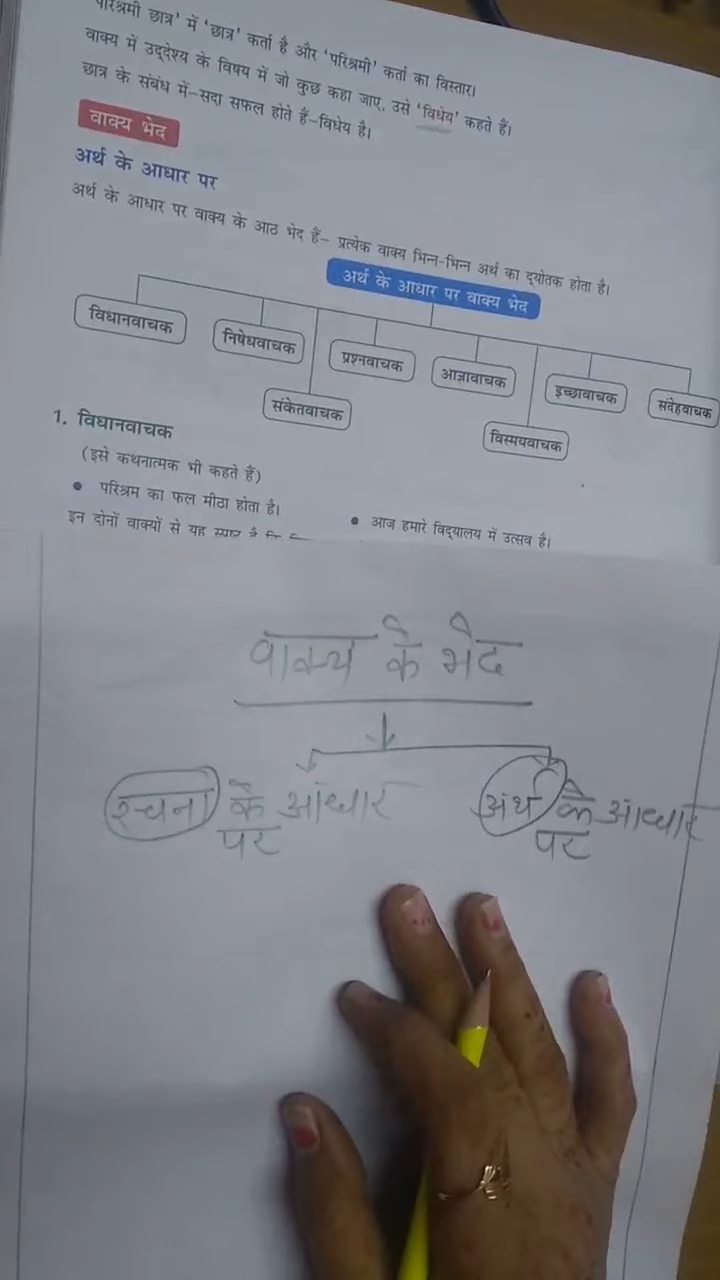 परिश्रमी छात्र' में 'छात्र' कर्ता है और 'परिश्रमी' कर्ता का विस्तार।
वाक्य में उद्देश्य के विषय में जो कुछ कहा जाए, उसे 'विधेय' कहते हैं।
छात्र के संबंध में–सदा सफल होते हैं–विधेय है।
वाक्य भेद
अर्थ के आधार पर
अर्थ के आधार पर वाक्य के आठ भेद हैं– प्रत्येक वाक्य भिन्न-भिन्न अर्थ का द्योतक होता है।
अर्थ के आधार पर वाक्य भेद
विधानवाचक
निषेधवाचक
प्रश्नवाचक
आज्ञावाचक
इच्छावाचक
संदेहवाचक
संकेतवाचक
विस्मयवाचक
1. विधानवाचक
(इसे कथनात्मक भी कहते हैं)
• परिश्रम का फल मीठा होता है।
• आज हमारे विद्यालय में उत्सव है।
इन दोनों वाक्यों से यह स्पष्ट है कि
वाक्य के भेद
रचना के आधार
पर
अर्थ के आधार
पर